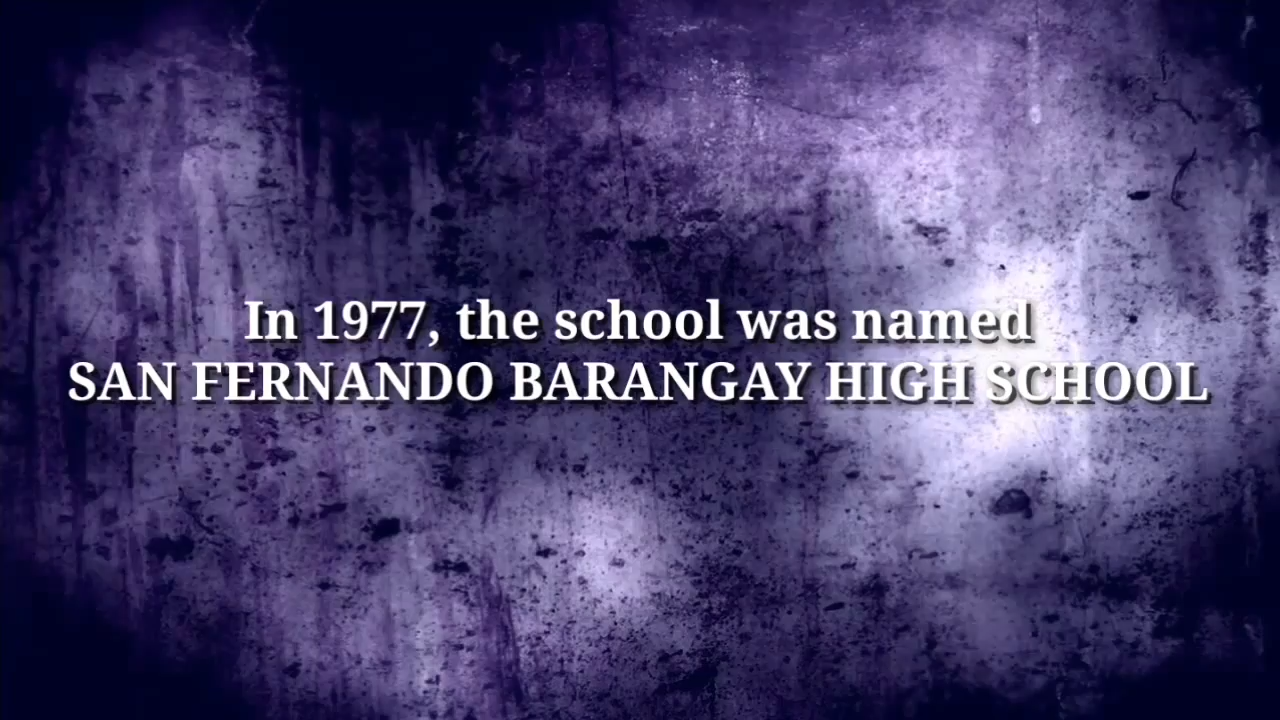 In 1977, the school was named
SAN FERNANDO BARANGAY HIGH SCHOOL